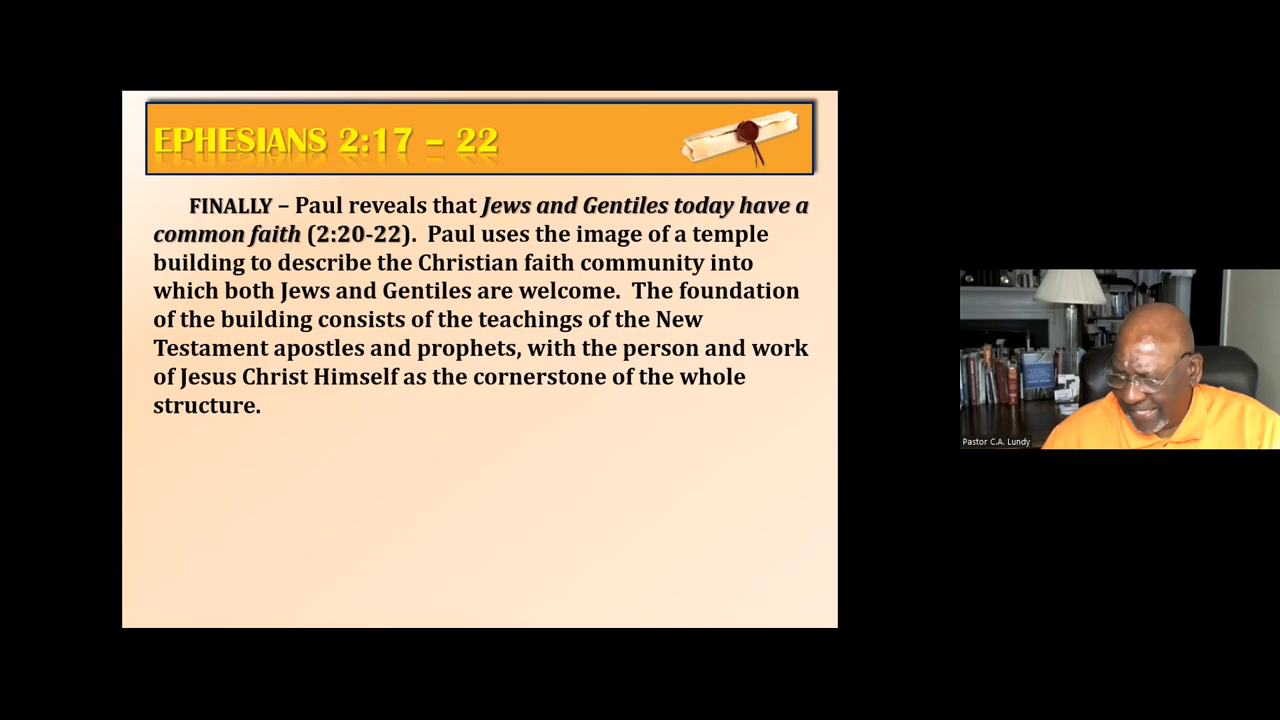 EPHESIANS 2:17 – 22
FINALLY – Paul reveals that Jews and Gentiles today have a
common faith (2:20-22).  Paul uses the image of a temple
building to describe the Christian faith community into
which both Jews and Gentiles are welcome.  The foundation
of the building consists of the teachings of the New
Testament apostles and prophets, with the person and work
of Jesus Christ Himself as the cornerstone of the whole
structure.
Pastor C.A. Lundy